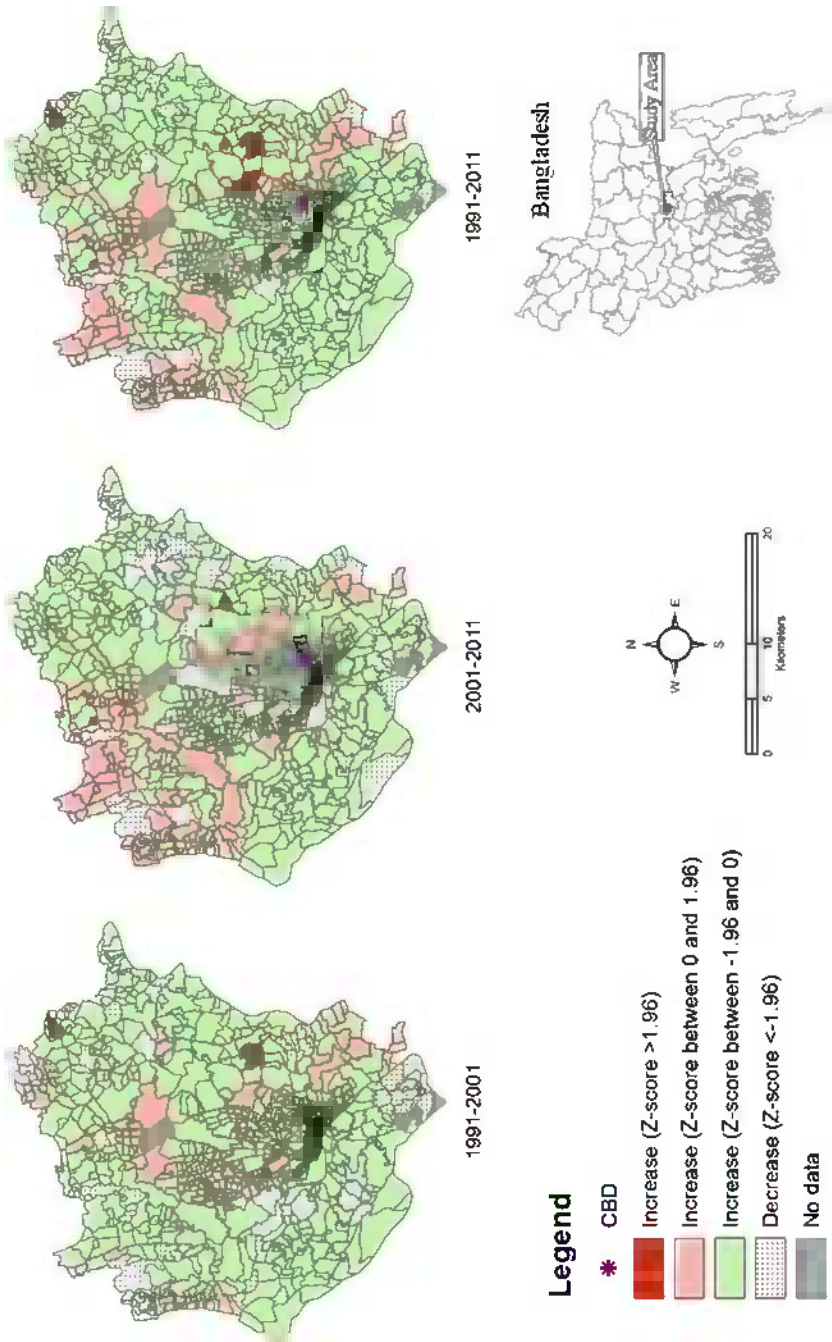 1991-2001
2001-2011
1991-2011
Legend
CBD
Increase (Z-score >1.96)
Increase (Z-score between 0 and 1.96)
Increase (Z-score between -1.96 and 0)
Decrease (Z-score <-1.96)
No data
N
W
E
S
0
5
10
20
Kilometers
Bangladesh
Study Area